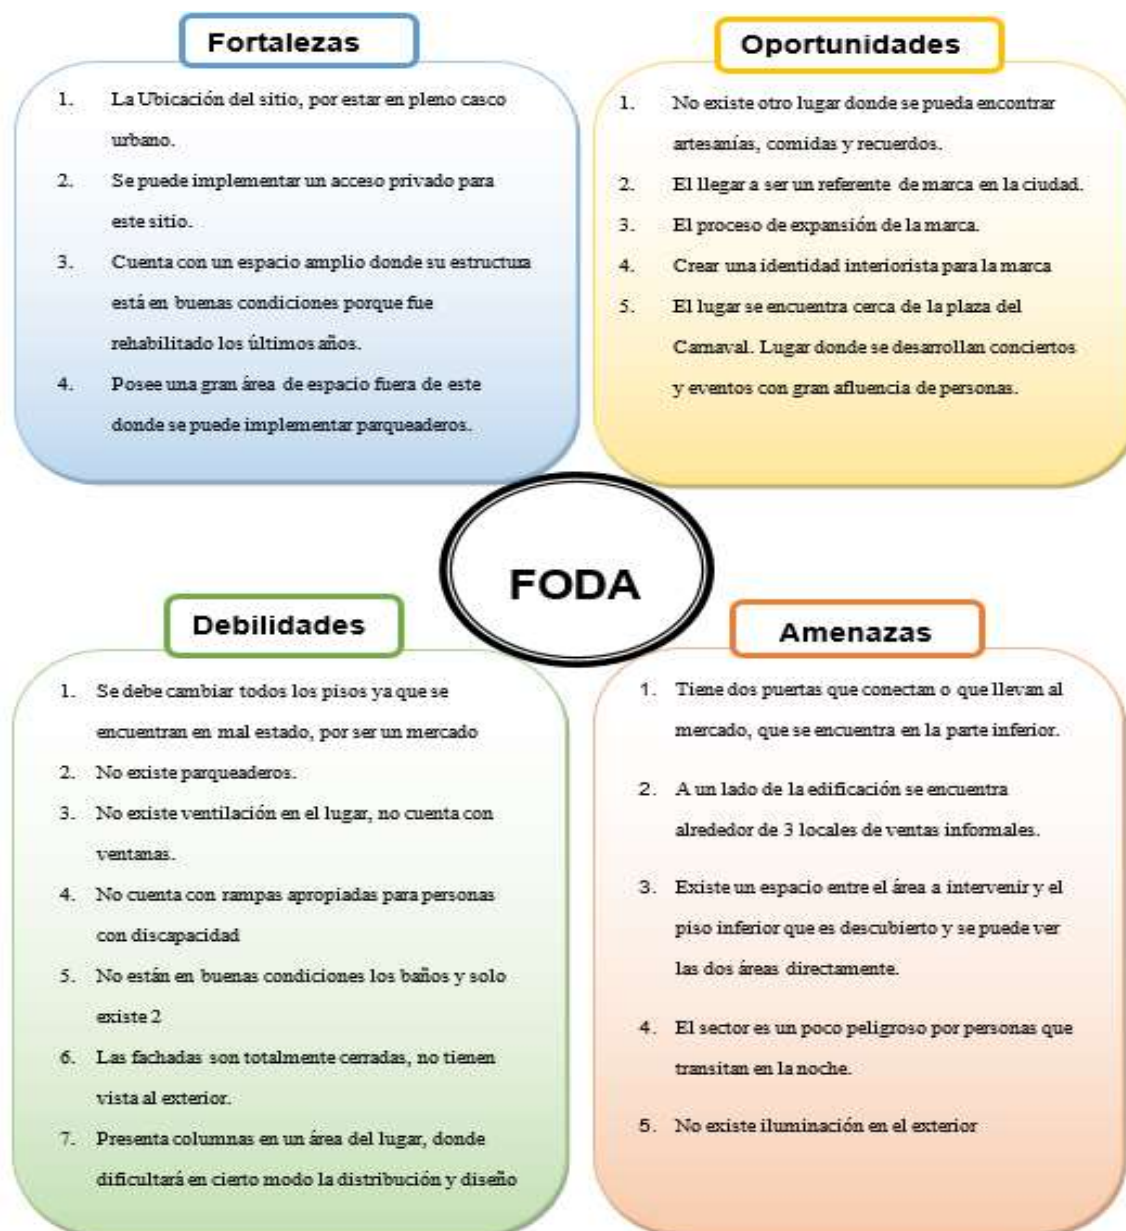 Fortalezas
1. La Ubicación del sitio, por estar en pleno casco
urbano.
2. Se puede implementar un acceso privado para
este sitio.
3. Cuenta con un espacio amplio donde su estructura
está en buenas condiciones porque fue
rehabilitado los últimos años.
4. Posee una gran área de espacio fuera de este
donde se puede implementar parqueaderos.
Oportunidades
1. No existe otro lugar donde se pueda encontrar
artesanías, comidas y recuerdos.
2. El llegar a ser un referente de marca en la ciudad.
3. El proceso de expansión de la marca.
4. Crear una identidad interiorista para la marca
5. El lugar se encuentra cerca de la plaza del
Carnaval. Lugar donde se desarrollan conciertos
y eventos con gran afluencia de personas.
FODA
Debilidades
1. Se debe cambiar todos los pisos ya que se
encuentran en mal estado, por ser un mercado
2. No existe parqueaderos.
3. No existe ventilación en el lugar, no cuenta con
ventanas.
4. No cuenta con rampas apropiadas para personas
con discapacidad
5. No están en buenas condiciones los baños y solo
existe 2
6. Las fachadas son totalmente cerradas, no tienen
vista al exterior.
7. Presenta columnas en un área del lugar, donde
dificultará en cierto modo la distribución y diseño
Amenazas
1. Tiene dos puertas que conectan o que llevan al
mercado, que se encuentra en la parte inferior.
2. A un lado de la edificación se encuentra
alrededor de 3 locales de ventas informales.
3. Existe un espacio entre el área a intervenir y el
piso inferior que es descubierto y se puede ver
las dos áreas directamente.
4. El sector es un poco peligroso por personas que
transitan en la noche.
5. No existe iluminación en el exterior